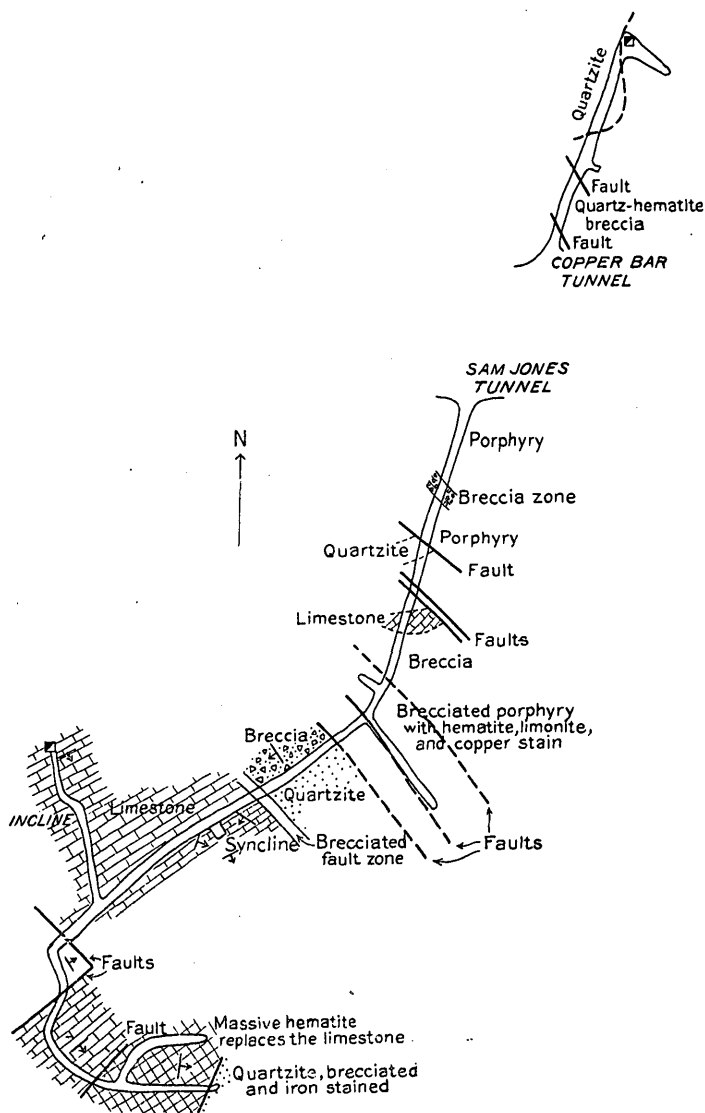 Quartzite
Fault
Quartz-hematite
breccia
Fault
COPPER BAR
TUNNEL
SAM JONES
TUNNEL
N
Porphyry
Breccia zone
Porphyry
Quartzite
Fault
Limestone
Faults
Breccia
Brecciated porphyry
with hematite, limonite,
and copper stain
Breccia
Limestone
Quartzite
INCLINE
Syncline
Brecciated
fault zone
Faults
Faults
Fault
Massive hematite
replaces the limestone
Quartzite, brecciated
and iron stained